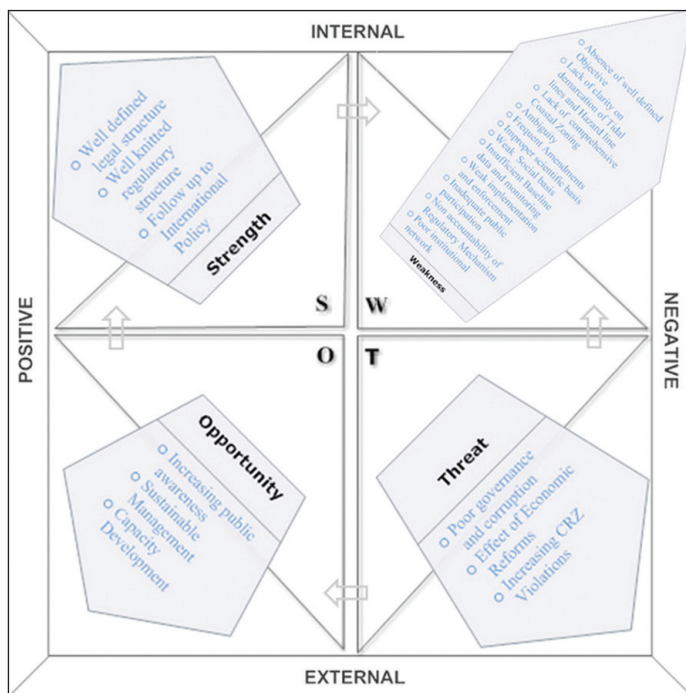 INTERNAL
POSITIVE
NEGATIVE
EXTERNAL
○ Well defined
legal structure
○ Well knitted
regulatory
structure
○ Follow up to
International
Policy
Strength
S
○ Absence of well defined
Objective
○ Lack of clarity on
demarcation of Tidal
lines and Hazard line
○ Lack of comprehensive
Coastal Zoning
○ Ambiguity
○ Frequent Amendments
○ Improper scientific basis
○ Weak Social basis
○ Insufficient Baseline
data and monitoring
○ Weak implementation
and enforcement
○ Inadequate public
participation
○ Non accountability of
Regulatory Mechanism
○ Poor institutional
network
Weakness
W
O
Opportunity
○ Increasing public
awareness
○ Sustainable
Management
○ Capacity
Development
T
Threat
○ Poor governance
and corruption
○ Effect of Economic
Reforms
○ Increasing CRZ
Violations